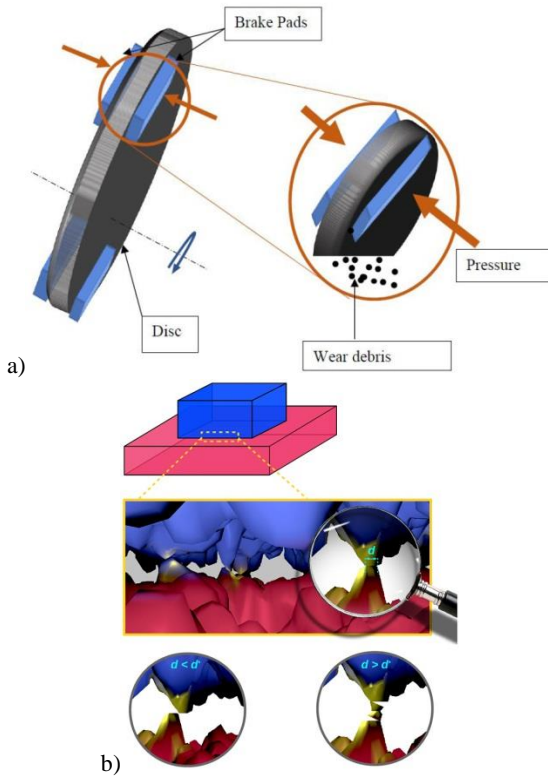 Brake Pads
Pressure
Disc
Wear debris
a)
d
d < d*
d > d*
b)